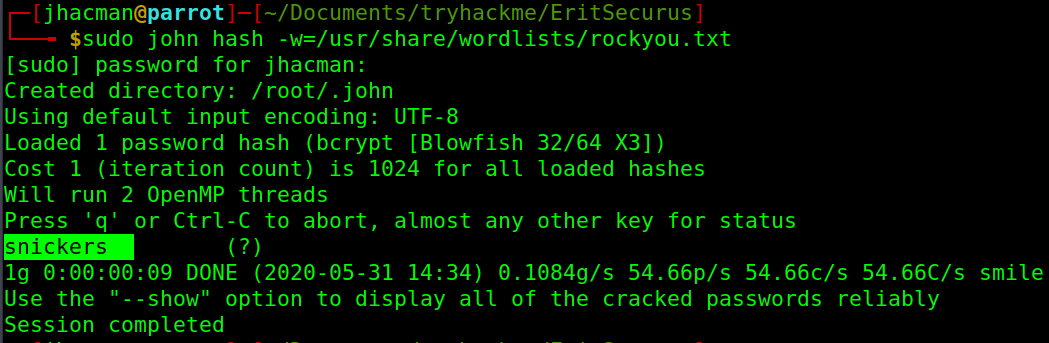 ┌─[jhacman@parrot]─[~/Documents/tryhackme/EritSecurus]
└──╼ $sudo john hash -w=/usr/share/wordlists/rockyou.txt
[sudo] password for jhacman:
Created directory: /root/.john
Using default input encoding: UTF-8
Loaded 1 password hash (bcrypt [Blowfish 32/64 X3])
Cost 1 (iteration count) is 1024 for all loaded hashes
Will run 2 OpenMP threads
Press 'q' or Ctrl-C to abort, almost any other key for status
snickers         (?)
1g 0:00:00:09 DONE (2020-05-31 14:34) 0.1084g/s 54.66p/s 54.66c/s 54.66C/s smile
Use the "--show" option to display all of the cracked passwords reliably
Session completed